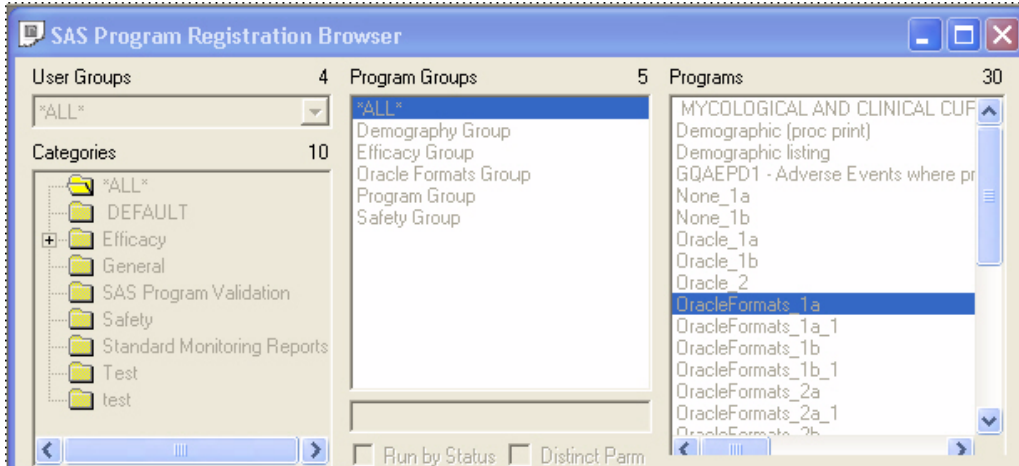 SAS Program Registration Browser
User Groups 4
*ALL*
Categories 10
*ALL*
DEFAULT
Efficacy
General
SAS Program Validation
Safety
Standard Monitoring Reports
Test
test
Program Groups 5
*ALL*
Demography Group
Efficacy Group
Oracle Formats Group
Program Group
Safety Group
Run by Status
Distinct Parm
Programs 30
MYCOLOGICAL AND CLINICAL
Demographic (proc print)
Demographic listing
GQAEPD1 - Adverse Events where pr
None_1a
None_1b
Oracle_1a
Oracle_1b
Oracle_2
OracleFormats_1a
OracleFormats_1a_1
OracleFormats_1b
OracleFormats_1b_1
OracleFormats_2a
OracleFormats_2a_1
OracleFormats_2b